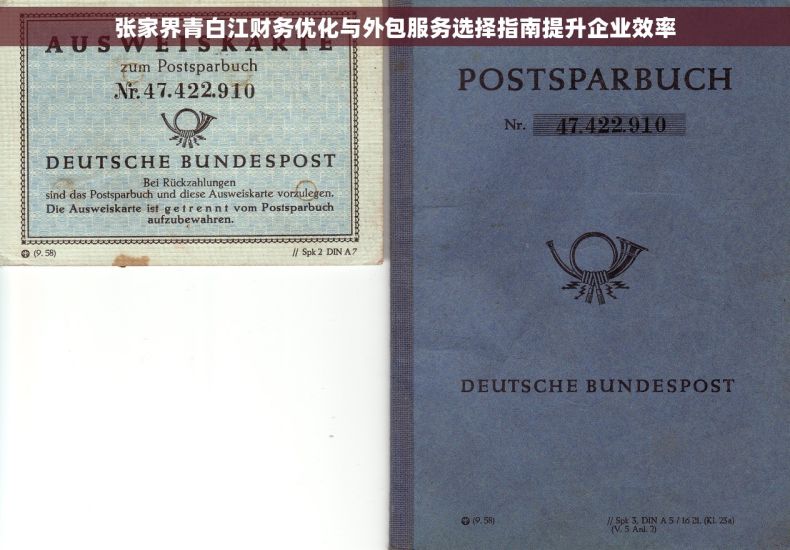 张家界青白江财务优化与外包服务选择指南提升企业效率
AUSWEISKARTE
zum Postsparbuch
Nr. 47.422.910
DEUTSCHE BUNDESPOST
Bei Rückzahlungen
sind das Postsparbuch und diese Ausweiskarte vorzulegen.
Die Ausweiskarte ist getrennt vom Postsparbuch
aufzubewahren.
(9. 58)
// Spk 2 DIN A 7
POSTSPARBUCH
Nr. 47.422.910
DEUTSCHE BUNDESPOST
(9. 58)
// Spk 3, DIN A 5 / 16 Bl. (Kl. 23a)
(V. 5 Anl. 2)